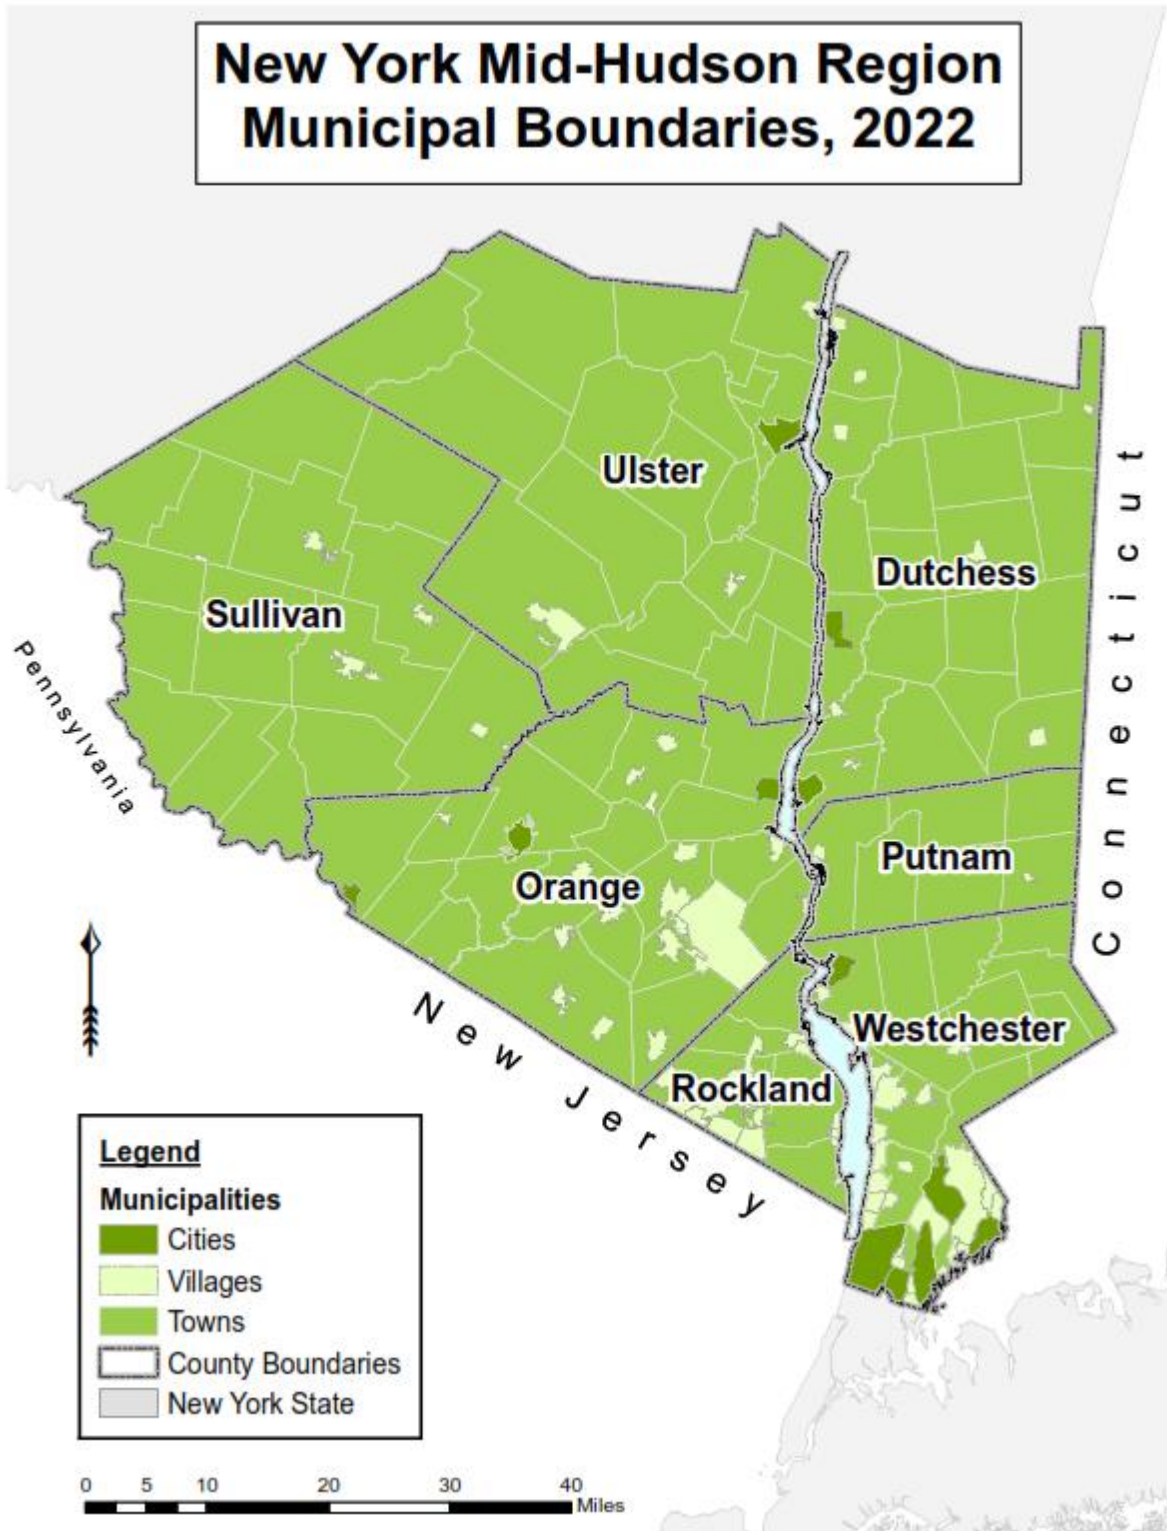 New York Mid-Hudson Region
Municipal Boundaries, 2022
Ulster
Dutchess
Sullivan
Pennsylvania
Connecticut
Putnam
Orange
New Jersey
Westchester
Rockland
Legend
Municipalities
Cities
Villages
Towns
County Boundaries
New York State
0 5 10 20 30 40
Miles